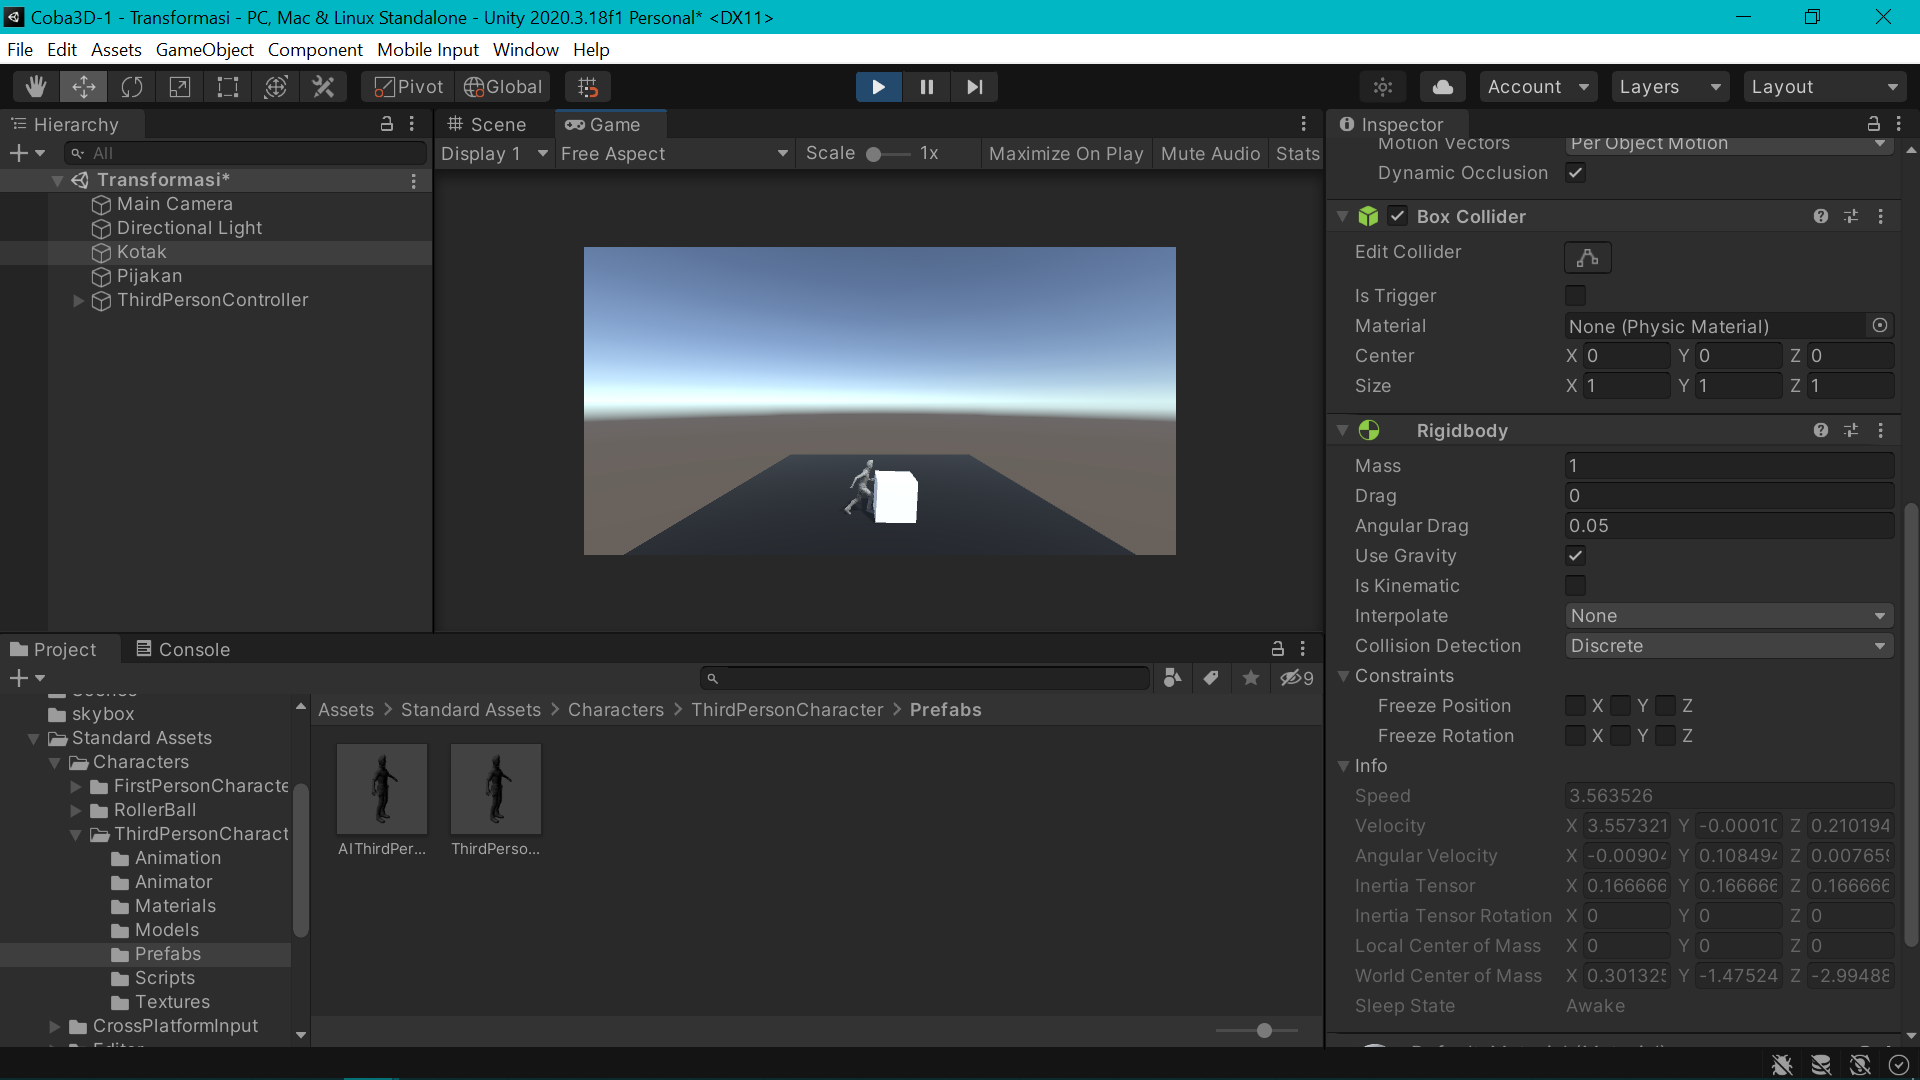 Coba3D-1 - Transformasi - PC, Mac & Linux Standalone - Unity 2020.3.18f1 Personal* <DX11>
File Edit Assets GameObject Component Mobile Input Window Help
Pivot Global Account Layers Layout
Hierarchy
All
Transformasi*
Main Camera
Directional Light
Kotak
Pijakan
ThirdPersonController
Scene Game
Display 1 Free Aspect Scale 1x Maximize On Play Mute Audio Stats
Inspector
Motion Vectors Per Object Motion
Dynamic Occlusion
Box Collider
Edit Collider
Is Trigger
Material None (Physic Material)
Center X 0 Y 0 Z 0
Size X 1 Y 1 Z 1
Rigidbody
Mass 1
Drag 0
Angular Drag 0.05
Use Gravity
Is Kinematic
Interpolate None
Collision Detection Discrete
Constraints
Freeze Position X Y Z
Freeze Rotation X Y Z
Info
Speed 3.563526
Velocity X 3.557321 Y -0.0001 Z 0.210194
Angular Velocity X -0.0090 Y 0.108494 Z 0.00765
Inertia Tensor X 0.166666 Y 0.166666 Z 0.166666
Inertia Tensor Rotation X 0 Y 0 Z 0
Local Center of Mass X 0 Y 0 Z 0
World Center of Mass X 0.301325 Y -1.47524 Z -2.99488
Sleep State Awake
Project Console
9
skybox
Standard Assets
Characters
FirstPersonCharacte
RollerBall
ThirdPersonCharact
Animation
Animator
Materials
Models
Prefabs
Scripts
Textures
CrossPlatformInput
Assets > Standard Assets > Characters > ThirdPersonCharacter > Prefabs
AIThirdPer... ThirdPerso...